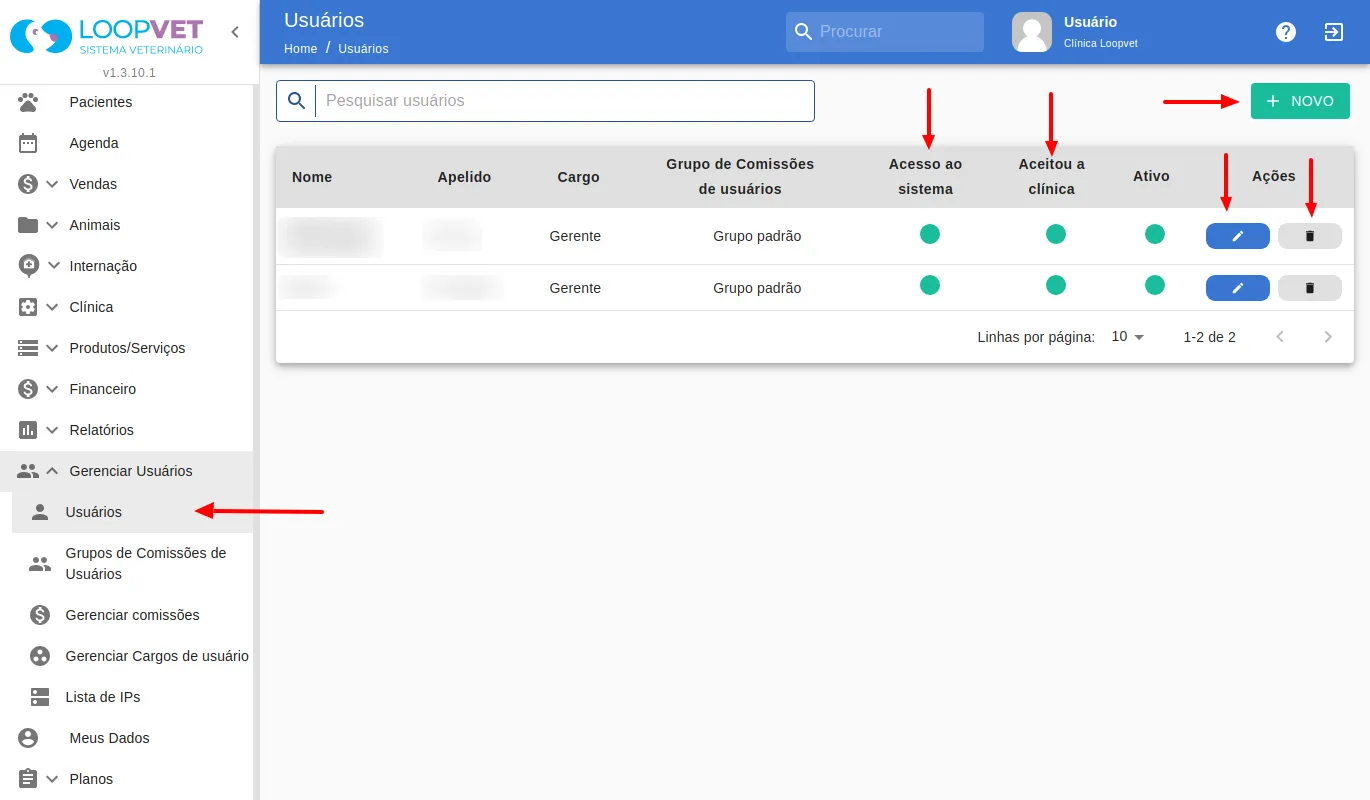 LOOPVET
SISTEMA VETERINÁRIO
v1.3.10.1
Pacientes
Agenda
Vendas
Animais
Internação
Clínica
Produtos/Serviços
Financeiro
Relatórios
Gerenciar Usuários
Usuários
Grupos de Comissões de
Usuários
Gerenciar comissões
Gerenciar Cargos de usuário
Lista de IPs
Meus Dados
Planos
Usuários
Home / Usuários
Procurar
Usuário
Clínica Loopvet
Pesquisar usuários
NOVO
Nome Apelido Cargo Grupo de Comissões de usuários Acesso ao sistema Aceitou a clínica Ativo Ações
Gerente Grupo padrão
Gerente Grupo padrão
Linhas por página: 10 1-2 de 2